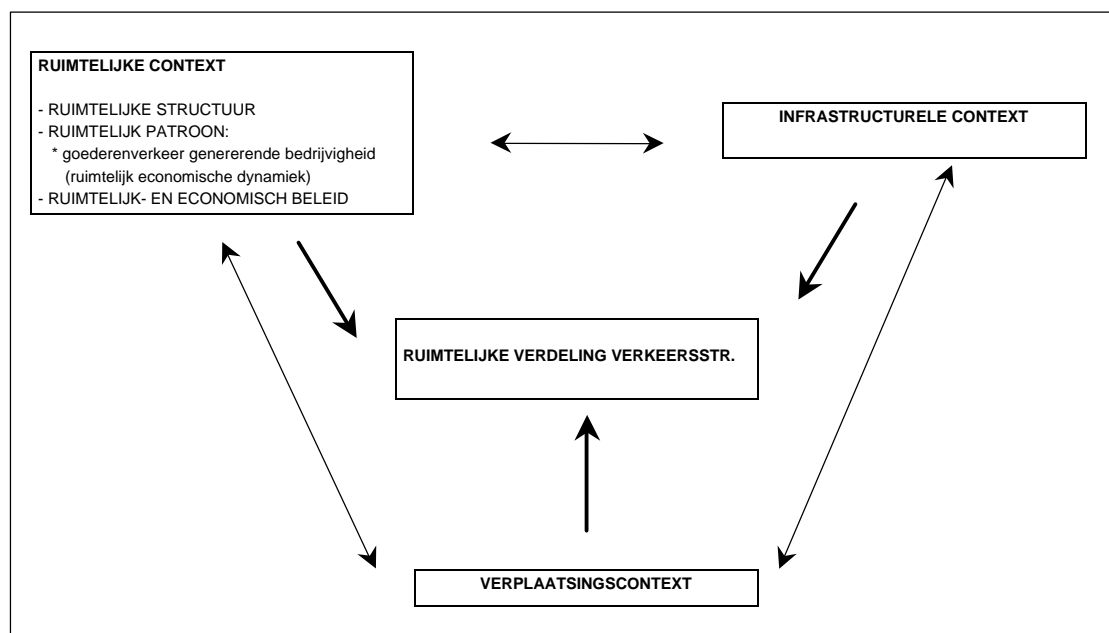 RUIMTELIJKE CONTEXT
- RUIMTELIJKE STRUCTUUR
- RUIMTELIJK PATROON:
* goederenverkeer genererende bedrijvigheid
(ruimtelijk economische dynamiek)
- RUIMTELIJK- EN ECONOMISCH BELEID
INFRASTRUCTURELE CONTEXT
RUIMTELIJKE VERDELING VERKEERSSTR.
VERPLAATSINGSCONTEXT